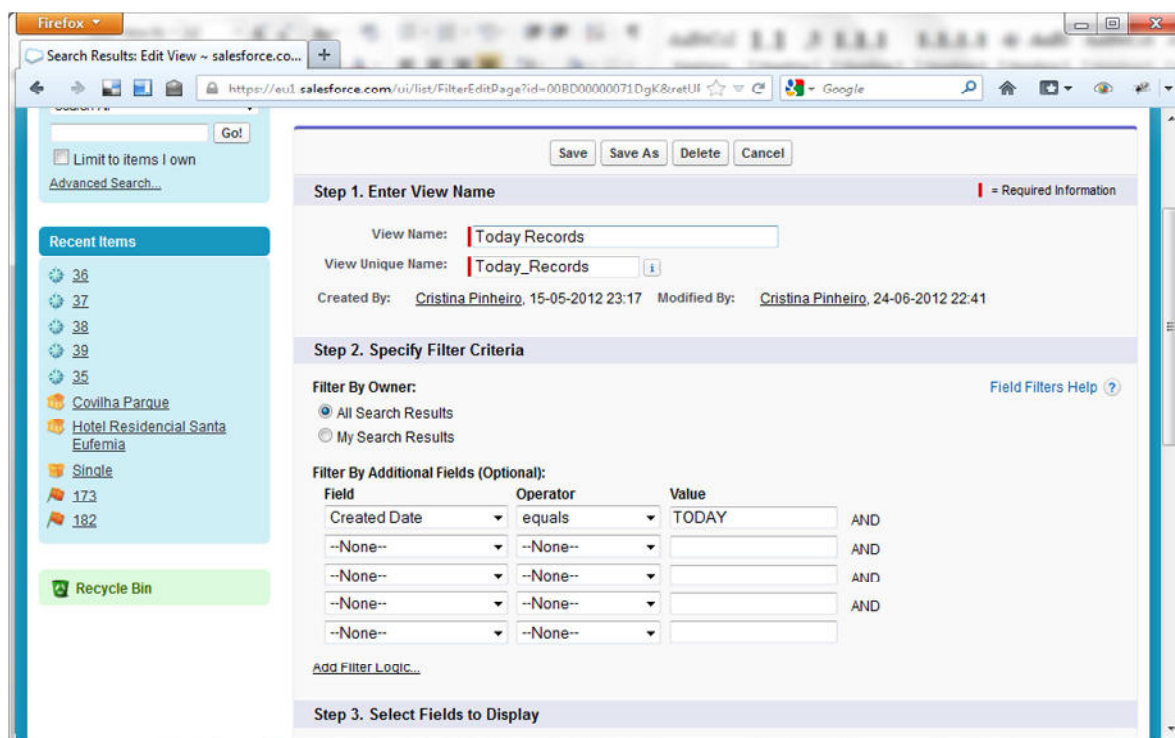 Firefox
Search Results: Edit View ~ salesforce.co...
https://eu1.salesforce.com/ui/list/FilterEditPage?id=00BD00000071DgK&retUR
Google
Go!
Limit to items I own
Advanced Search...
Save Save As Delete Cancel
Step 1. Enter View Name
= Required Information
View Name: Today Records
View Unique Name: Today_Records
Created By: Cristina Pinheiro, 15-05-2012 23:17 Modified By: Cristina Pinheiro, 24-06-2012 22:41
Recent Items
36
37
38
39
35
Covilha Parque
Hotel Residencial Santa
Eufemia
Single
173
182
Recycle Bin
Step 2. Specify Filter Criteria
Filter By Owner:
Field Filters Help ?
All Search Results
My Search Results
Filter By Additional Fields (Optional):
Field Operator Value
Created Date equals TODAY AND
--None-- --None-- AND
--None-- --None-- AND
--None-- --None-- AND
--None-- --None--
Add Filter Logic...
Step 3. Select Fields to Display